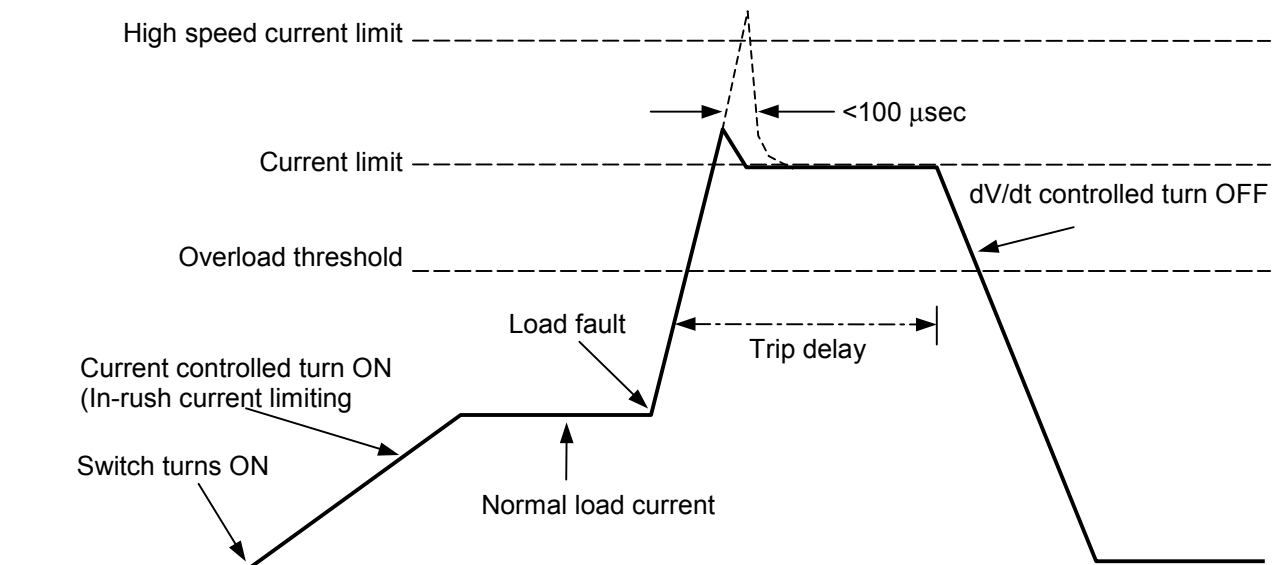 High speed current limit
<100 μsec
Current limit
dV/dt controlled turn OFF
Overload threshold
Load fault
Trip delay
Current controlled turn ON
(In-rush current limiting
Switch turns ON
Normal load current